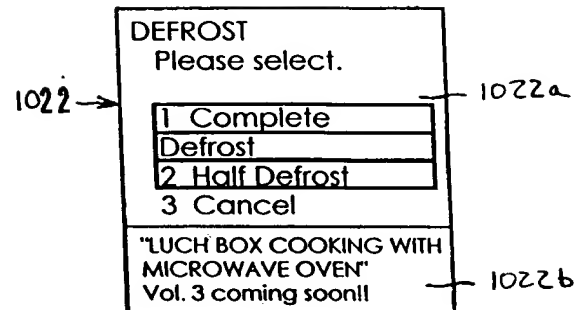 DEFROST
Please select.
1022
1022a
1 Complete
Defrost
2 Half Defrost
3 Cancel
"LUCH BOX COOKING WITH
MICROWAVE OVEN"
Vol. 3 coming soon!!
1022b